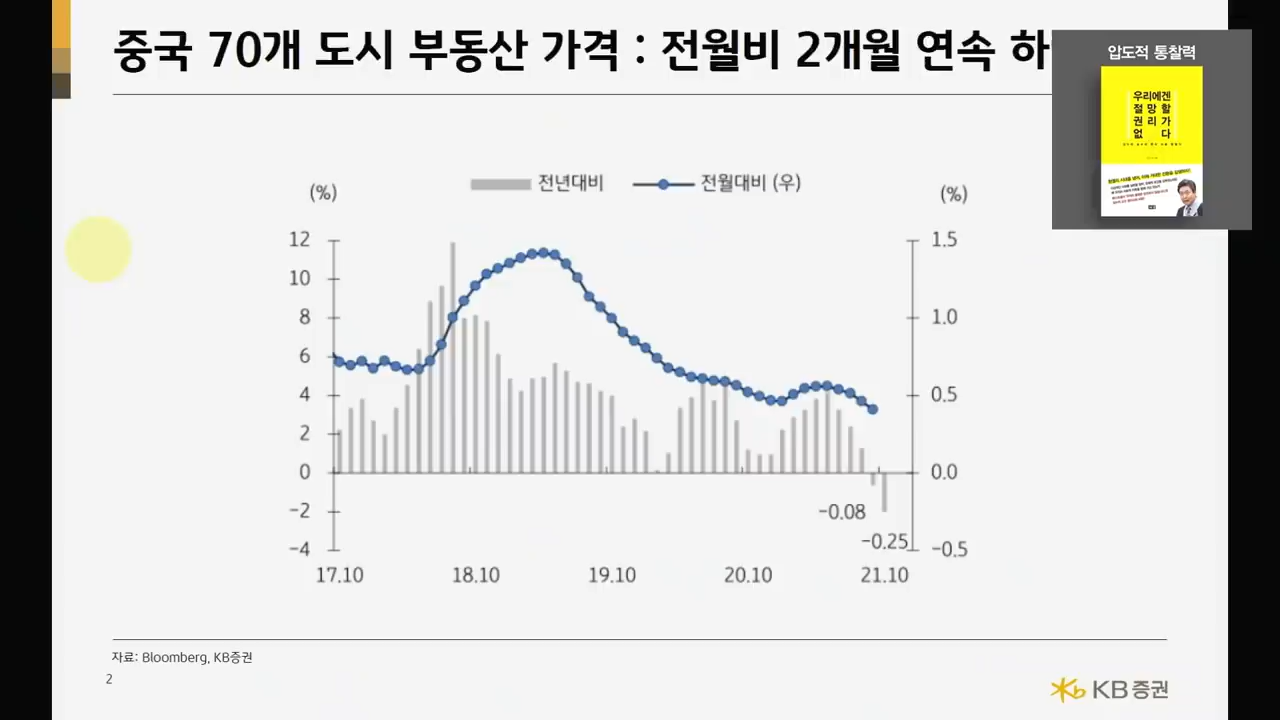 중국 70개 도시 부동산 가격 : 전월비 2개월 연속 하
압도적 통찰력
우리에겐
절망할
권리가
없다
(%)
전년대비
전월대비 (우)
(%)
12
10
8
6
4
2
0
-2
-4
1.5
1.0
0.5
0.0
-0.5
-0.08
-0.25
17.10
18.10
19.10
20.10
21.10
자료: Bloomberg, KB증권
2
KB증권